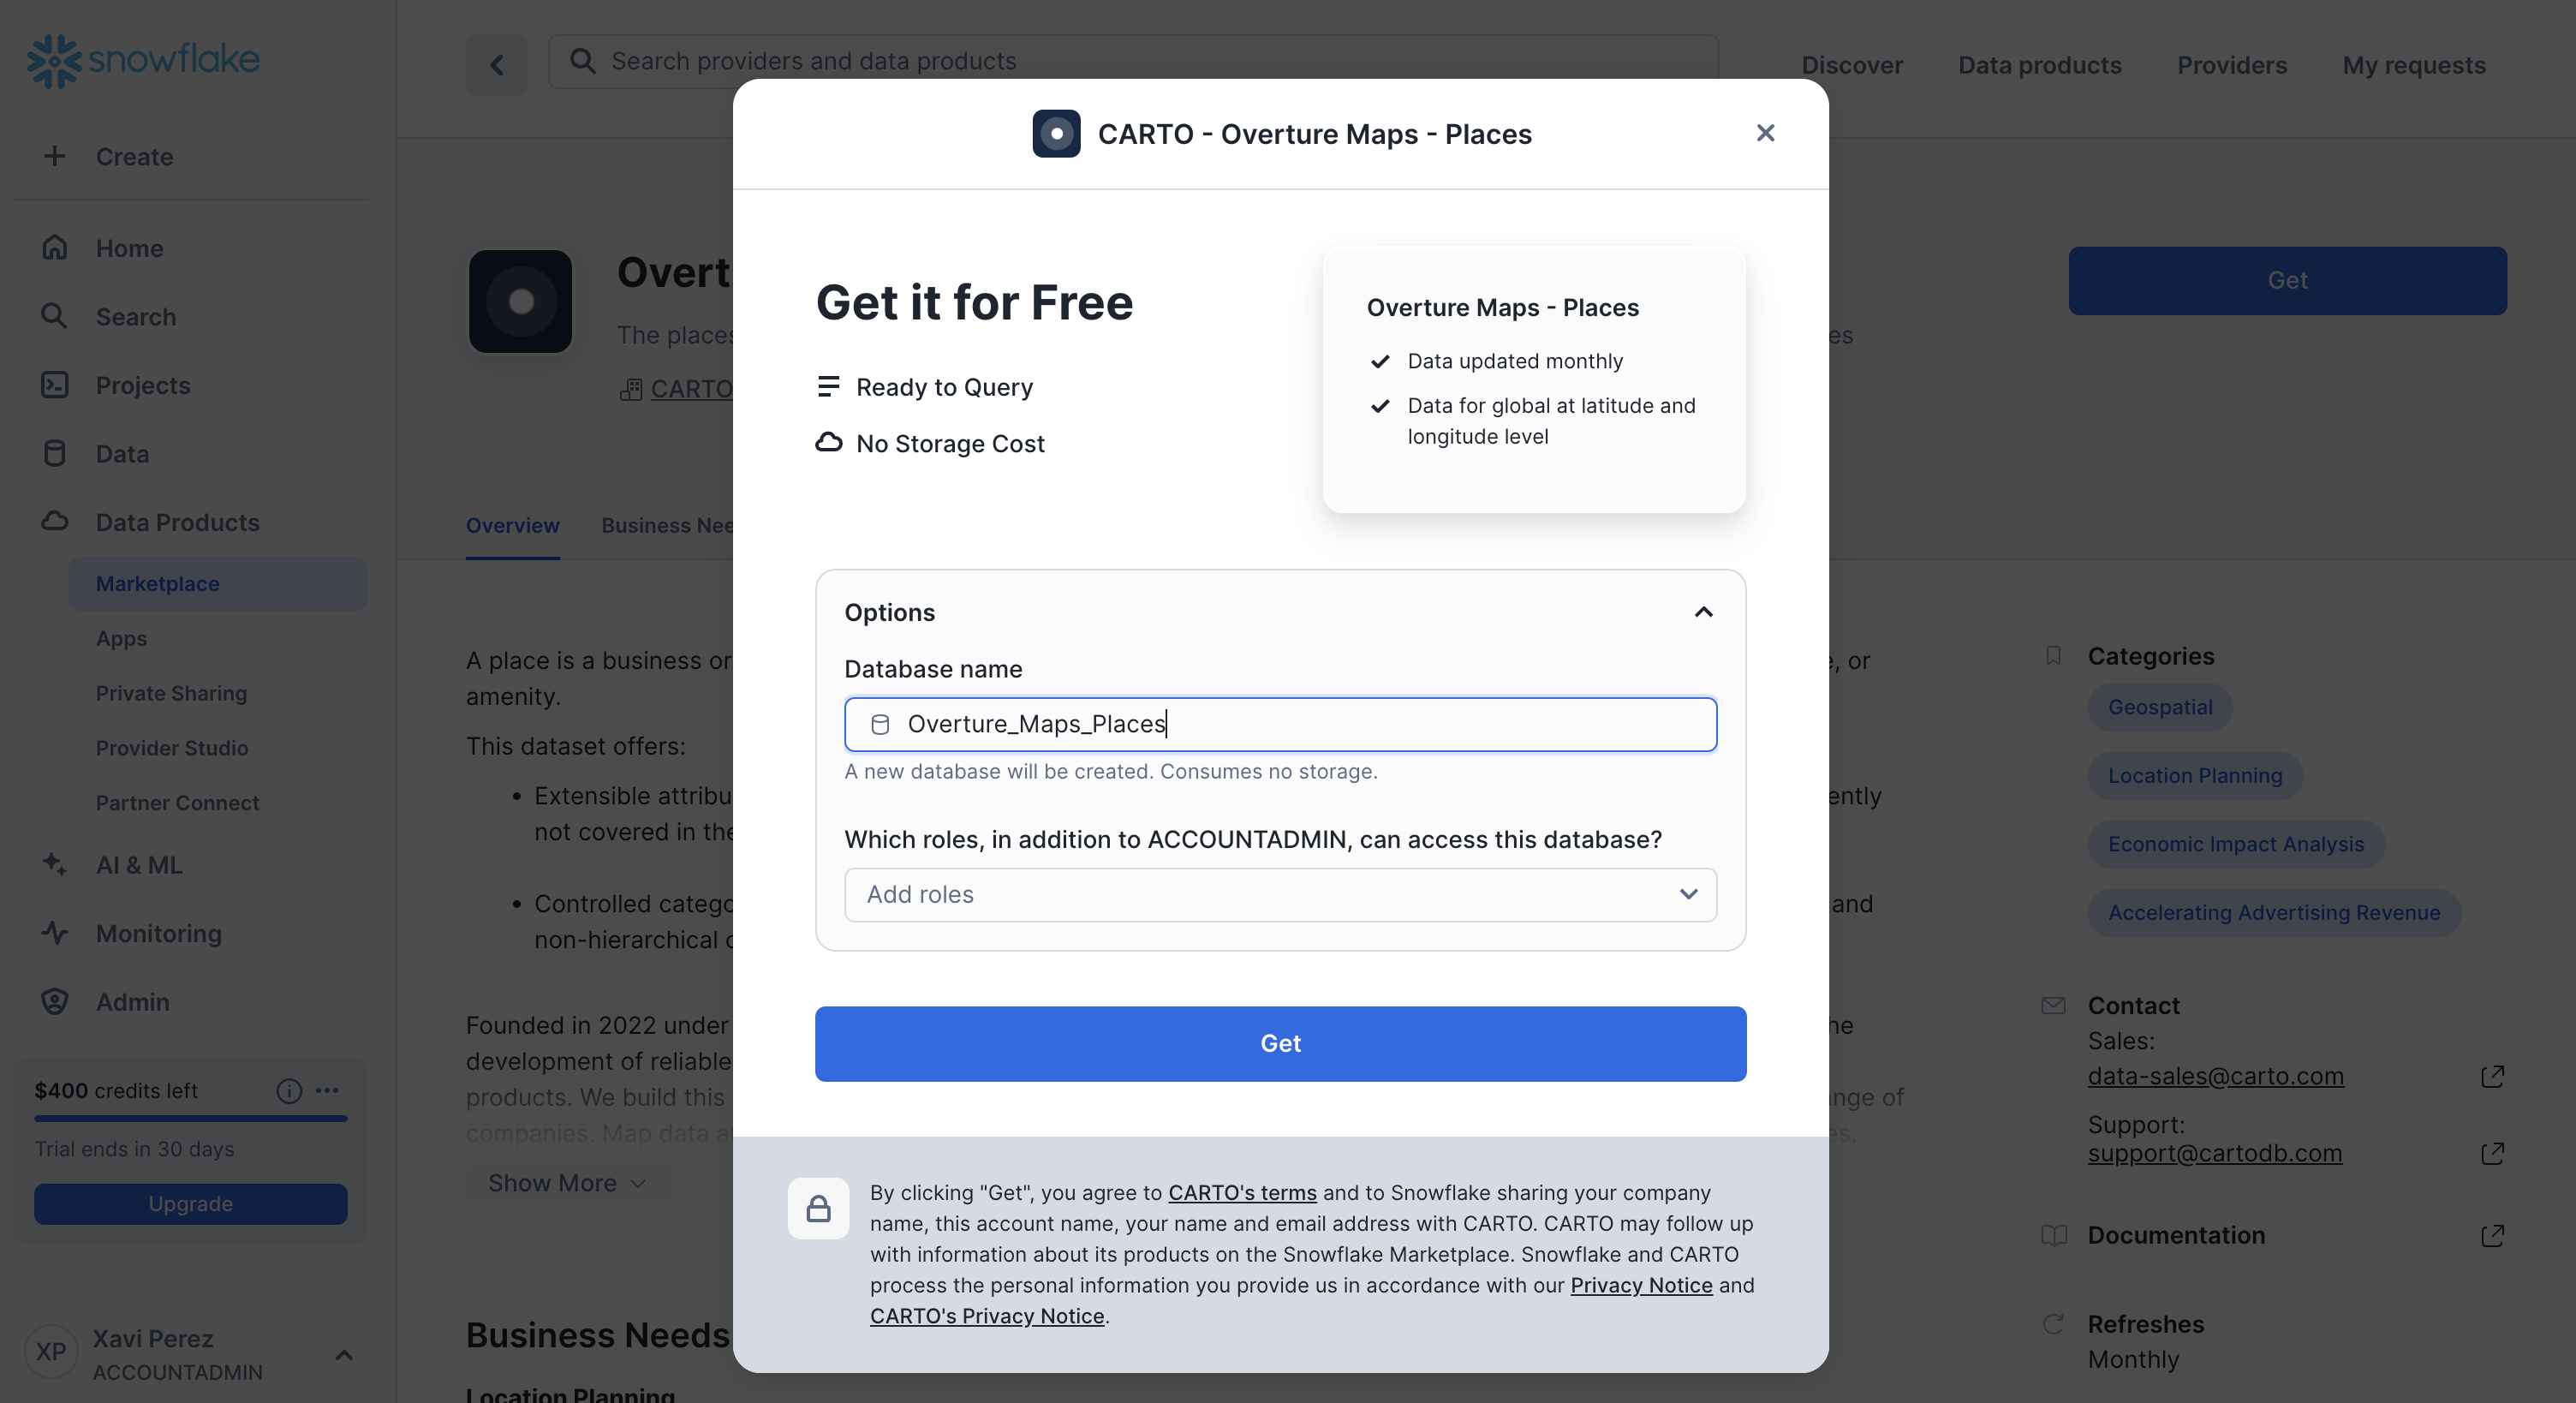 snowflake
Create
Home
Search
Projects
Data
Data Products
Marketplace
Apps
Private Sharing
Provider Studio
Partner Connect
AI & ML
Monitoring
Admin
$400 credits left
Trial ends in 30 days
Upgrade
XP
Xavi Perez
ACCOUNTADMIN
Search providers and data products
Discover
Data products
Providers
My requests
Overt
The places
es
CARTO
Get
Overview
Business Nee
A place is a business or
, or
amenity.
This dataset offers:
• Extensible attribu
ently
not covered in the
• Controlled catego
and
non-hierarchical
Founded in 2022 under
he
development of reliable
products. We build this
nge of
companies. Map data a
es.
Show More
Business Needs
Location Planning
Categories
Geospatial
Location Planning
Economic Impact Analysis
Accelerating Advertising Revenue
Contact
Sales:
data-sales@carto.com
Support:
support@cartodb.com
Documentation
Refreshes
Monthly
CARTO - Overture Maps - Places
Get it for Free
Ready to Query
No Storage Cost
Overture Maps - Places
Data updated monthly
Data for global at latitude and
longitude level
Options
Database name
Overture_Maps_Places
A new database will be created. Consumes no storage.
Which roles, in addition to ACCOUNTADMIN, can access this database?
Add roles
Get
By clicking "Get", you agree to CARTO's terms and to Snowflake sharing your company
name, this account name, your name and email address with CARTO. CARTO may follow up
with information about its products on the Snowflake Marketplace. Snowflake and CARTO
process the personal information you provide us in accordance with our Privacy Notice and
CARTO's Privacy Notice.